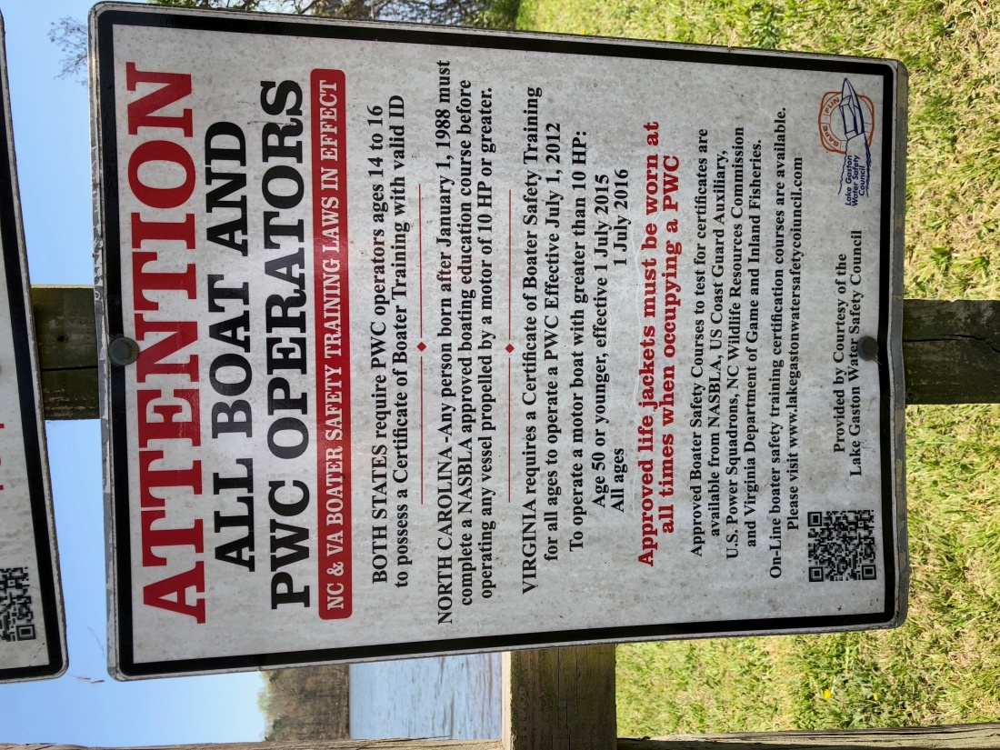 ATTENTION
ALL BOAT AND
PWC OPERATORS
NC & VA BOATER SAFETY TRAINING LAWS IN EFFECT
BOTH STATES require PWC operators ages 14 to 16
to possess a Certificate of Boater Training with valid ID
NORTH CAROLINA-Any person born after January 1, 1988 must
complete a NASBLA approved boating education course before
operating any vessel propelled by a motor of 10 HP or greater.
VIRGINIA requires a Certificate of Boater Safety Training
for all ages to operate a PWC Effective July 1, 2012
To operate a motor boat with greater than 10 HP:
Age 50 or younger, effective 1 July 2015
All ages 1 July 2016
Approved life jackets must be worn at
all times when occupying a PWC
Approved Boater Safety Courses to test for certificates are
available from NASBLA, US Coast Guard Auxiliary,
U.S. Power Squadrons, NC Wildlife Resources Commission
and Virginia Department of Game and Inland Fisheries.
On-Line boater safety training certification courses are available.
Please visit www.lakegastonwatersafetycouncil.com
Provided by Courtesy of the
Lake Gaston Water Safety Council
SAFE FUN
Lake Gaston
Water Safety
Council